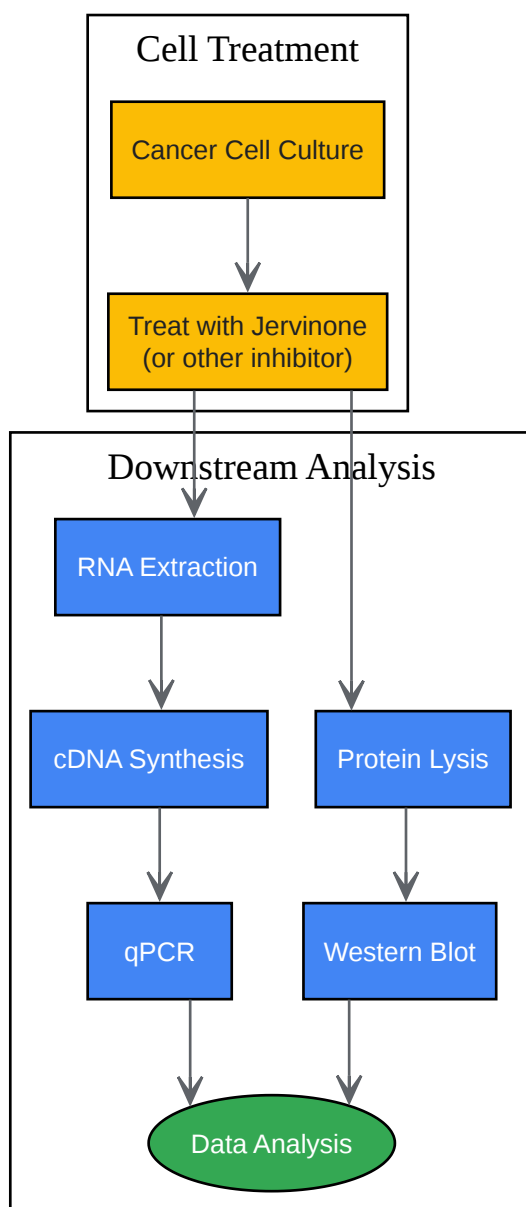 Cell Treatment
Cancer Cell Culture
Treat with Jervinone
(or other inhibitor)
Downstream Analysis
RNA Extraction
cDNA Synthesis
Protein Lysis
qPCR
Western Blot
Data Analysis